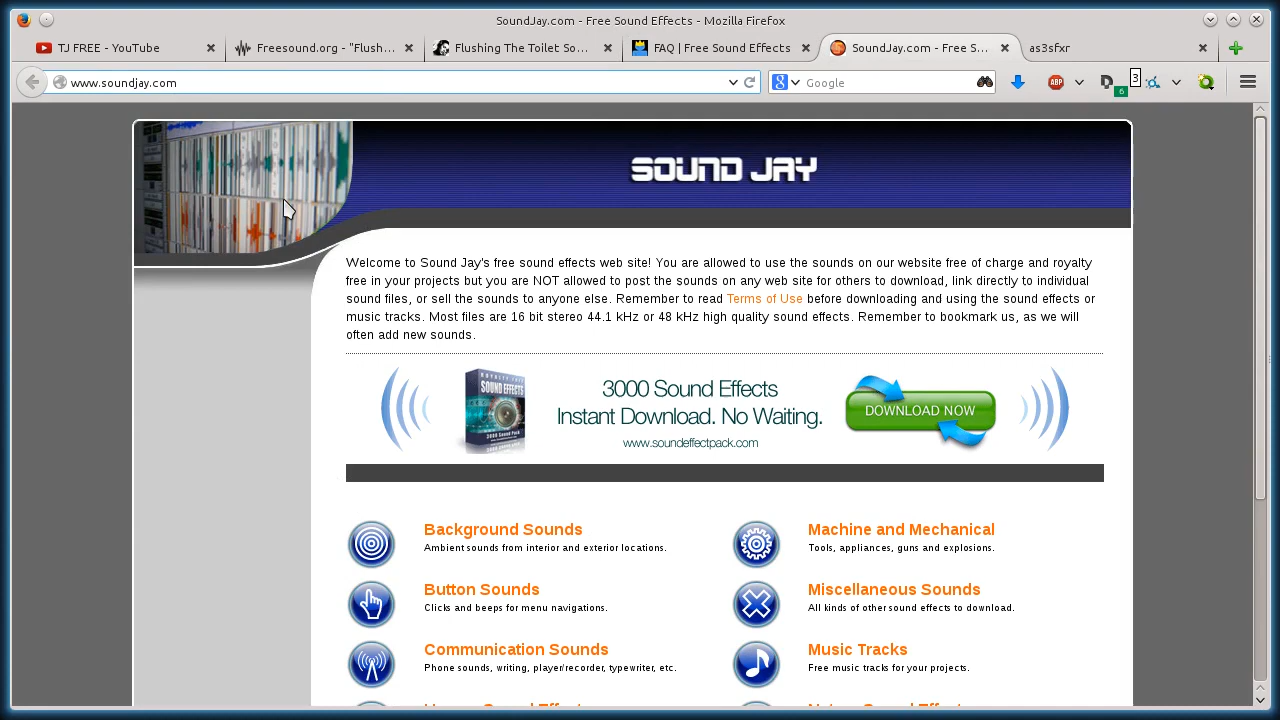 SoundJay.com - Free Sound Effects - Mozilla Firefox
TJ FREE - YouTube
Freesound.org - "Flush...
Flushing The Toilet So...
FAQ | Free Sound Effects
SoundJay.com - Free S...
as3sfxr
www.soundjay.com
8
Google
ABP
D
6
3
SOUND JAY
Welcome to Sound Jay's free sound effects web site! You are allowed to use the sounds on our website free of charge and royalty
free in your projects but you are NOT allowed to post the sounds on any web site for others to download, link directly to individual
sound files, or sell the sounds to anyone else. Remember to read Terms of Use before downloading and using the sound effects or
music tracks. Most files are 16 bit stereo 44.1 kHz or 48 kHz high quality sound effects. Remember to bookmark us, as we will
often add new sounds.
ROYALTY FREE
SOUND EFFECTS
3000 Sound Pack
3000 Sound Effects
Instant Download. No Waiting.
www.soundeffectpack.com
DOWNLOAD NOW
Background Sounds
Ambient sounds from interior and exterior locations.
Machine and Mechanical
Tools, appliances, guns and explosions.
Button Sounds
Clicks and beeps for menu navigations.
Miscellaneous Sounds
All kinds of other sound effects to download.
Communication Sounds
Phone sounds, writing, player/recorder, typewriter, etc.
Music Tracks
Free music tracks for your projects.